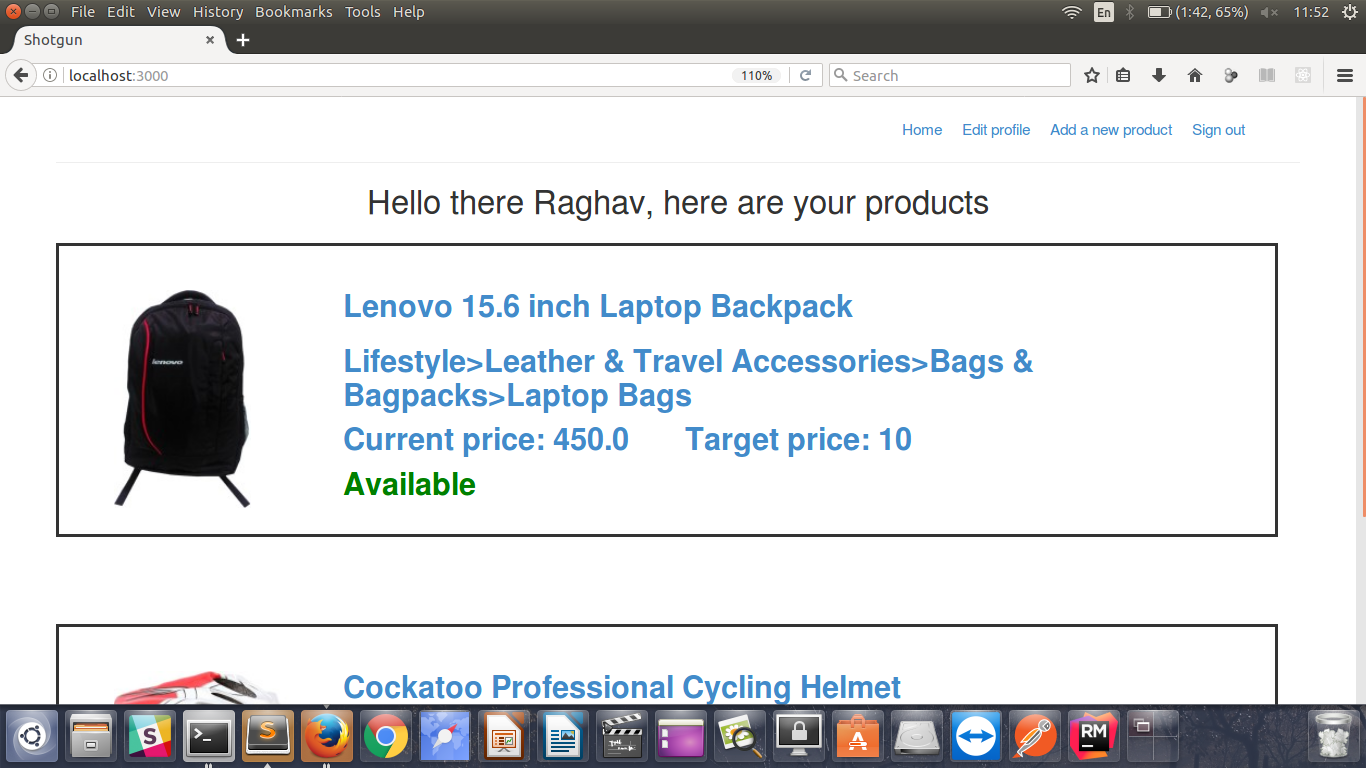 File Edit View History Bookmarks Tools Help
En (1:42, 65%) 11:52
Shotgun
localhost:3000 110% Search
Home Edit profile Add a new product Sign out
Hello there Raghav, here are your products
lenovo
Lenovo 15.6 inch Laptop Backpack
Lifestyle>Leather & Travel Accessories>Bags &
Bagpacks>Laptop Bags
Current price: 450.0 Target price: 10
Available
Cockatoo Professional Cycling Helmet
S >_ S A RM